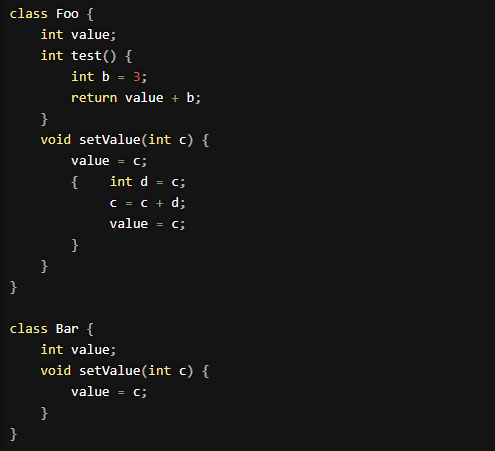 class Foo {
    int value;
    int test() {
        int b = 3;
        return value + b;
    }
    void setValue(int c) {
        value = c;
        {    int d = c;
             c = c + d;
             value = c;
        }
    }
}

class Bar {
    int value;
    void setValue(int c) {
        value = c;
    }
}